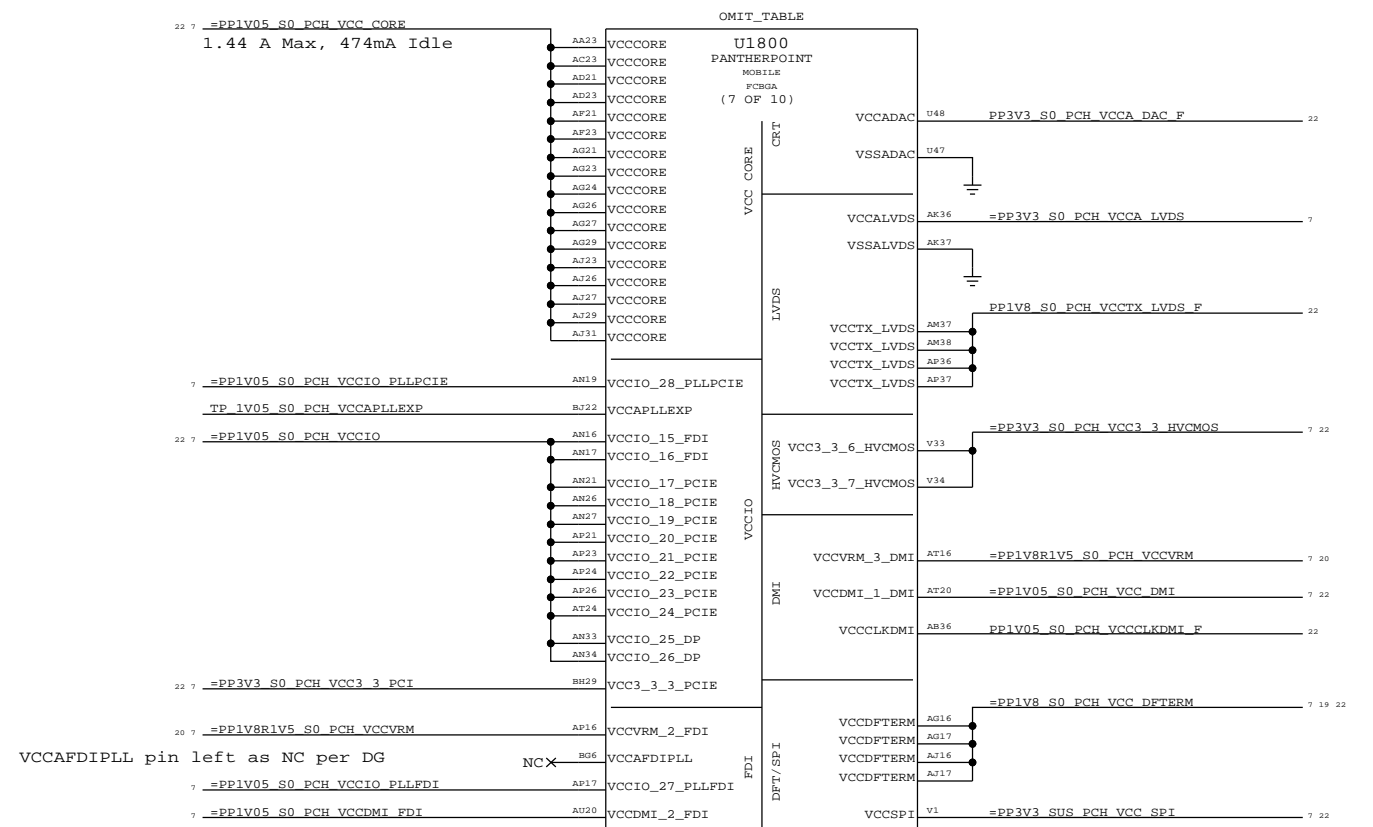 OMIT_TABLE
22 7 =PP1V05_S0_PCH_VCC_CORE
1.44 A Max, 474mA Idle
U1800
PANTHERPOINT
MOBILE
FCBGA
(7 OF 10)
AA23 VCCCORE
AC23 VCCCORE
AD21 VCCCORE
AD23 VCCCORE
AF21 VCCCORE
AF23 VCCCORE
AG21 VCCCORE
AG23 VCCCORE
AG24 VCCCORE
AG26 VCCCORE
AG27 VCCCORE
AG29 VCCCORE
AJ23 VCCCORE
AJ26 VCCCORE
AJ27 VCCCORE
AJ29 VCCCORE
AJ31 VCCCORE
VCC CORE
7 =PP1V05_S0_PCH_VCCIO_PLLPCIE AN19 VCCIO_28_PLLPCIE
TP_1V05_S0_PCH_VCCAPLLEXP BJ22 VCCAPLLEXP
22 7 =PP1V05_S0_PCH_VCCIO AN16 VCCIO_15_FDI
AN17 VCCIO_16_FDI
AN21 VCCIO_17_PCIE
AN26 VCCIO_18_PCIE
AN27 VCCIO_19_PCIE
AP21 VCCIO_20_PCIE
AP23 VCCIO_21_PCIE
AP24 VCCIO_22_PCIE
AP26 VCCIO_23_PCIE
AT24 VCCIO_24_PCIE
AN33 VCCIO_25_DP
AN34 VCCIO_26_DP
VCCIO
22 7 =PP3V3_S0_PCH_VCC3_3_PCI BH29 VCC3_3_3_PCIE
20 7 =PP1V8R1V5_S0_PCH_VCCVRM AP16 VCCVRM_2_FDI
VCCAFDIPLL pin left as NC per DG NC BG6 VCCAFDIPLL
7 =PP1V05_S0_PCH_VCCIO_PLLFDI AP17 VCCIO_27_PLLFDI
7 =PP1V05_S0_PCH_VCCDMI_FDI AU20 VCCDMI_2_FDI
FDI
CRT
VCCADAC U48 PP3V3_S0_PCH_VCCA_DAC_F 22
VSSADAC U47
LVDS
VCCALVDS AK36 =PP3V3_S0_PCH_VCCA_LVDS 7
VSSALVDS AK37
PP1V8_S0_PCH_VCCTX_LVDS_F 22
VCCTX_LVDS AM37
VCCTX_LVDS AM38
VCCTX_LVDS AP36
VCCTX_LVDS AP37
HVCMOS
=PP3V3_S0_PCH_VCC3_3_HVCMOS 7 22
VCC3_3_6_HVCMOS V33
VCC3_3_7_HVCMOS V34
DMI
VCCVRM_3_DMI AT16 =PP1V8R1V5_S0_PCH_VCCVRM 7 20
VCCDMI_1_DMI AT20 =PP1V05_S0_PCH_VCC_DMI 7 22
VCCCLKDMI AB36 PP1V05_S0_PCH_VCCCLKDMI_F 22
DFT/SPI
=PP1V8_S0_PCH_VCC_DFTERM 7 19 22
VCCDFTERM AG16
VCCDFTERM AG17
VCCDFTERM AJ16
VCCDFTERM AJ17
VCCSPI V1 =PP3V3_SUS_PCH_VCC_SPI 7 22